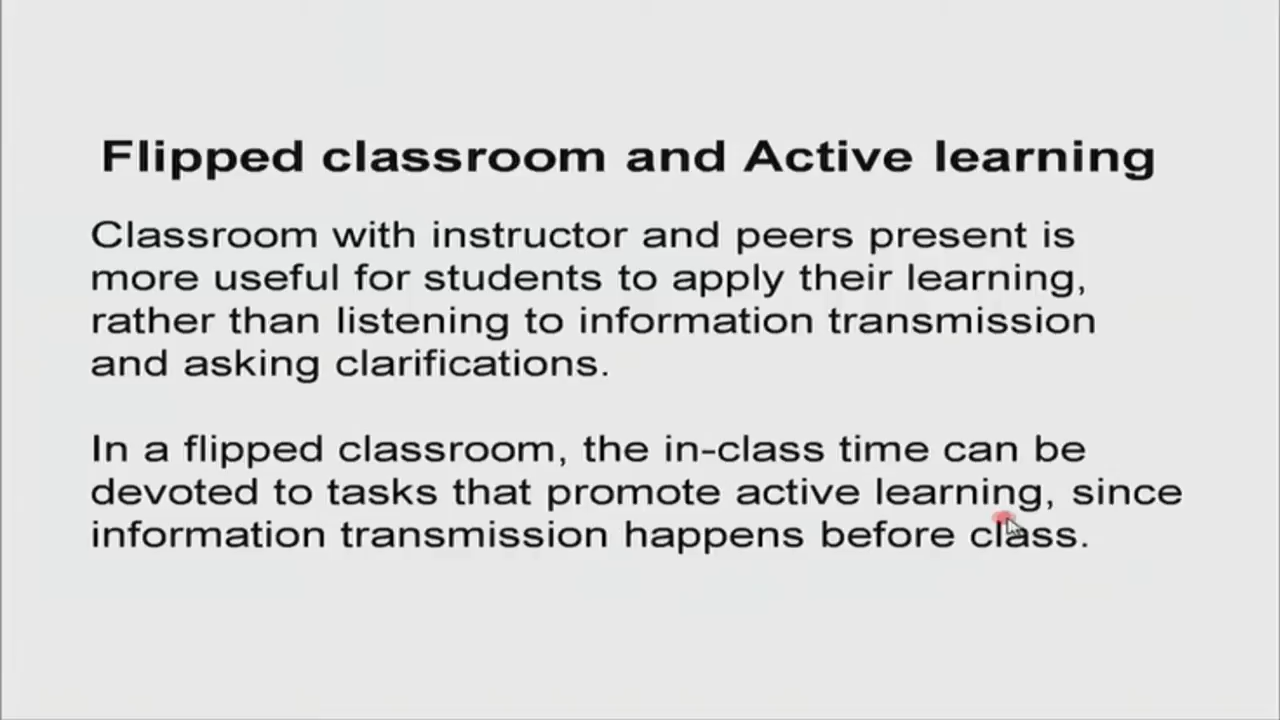 Flipped classroom and Active learning
Classroom with instructor and peers present is
more useful for students to apply their learning,
rather than listening to information transmission
and asking clarifications.
In a flipped classroom, the in-class time can be
devoted to tasks that promote active learning, since
information transmission happens before class.